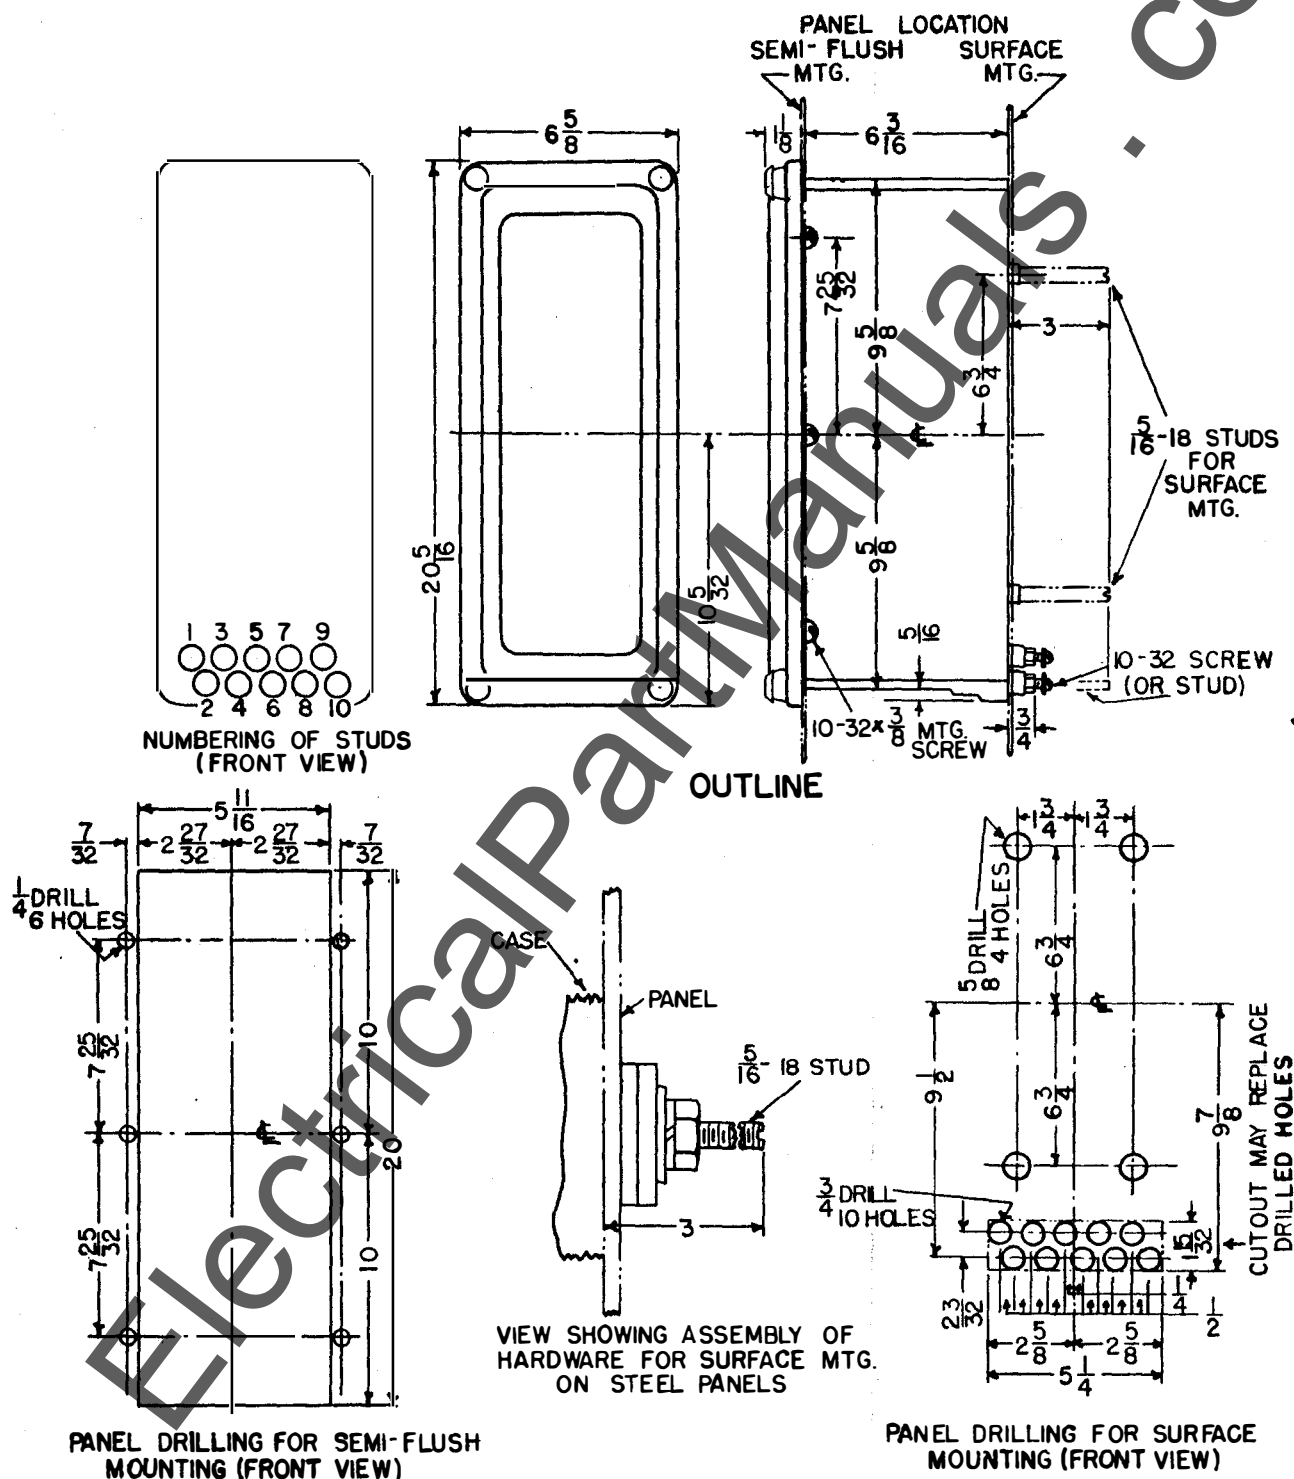 PANEL LOCATION
SEMI-FLUSH MTG.
SURFACE MTG.
6 5/8
1 1/8
6 3/16
20 5/16
10 5/32
7 25/32
9 5/8
9 5/8
6 3/4
3
5/16-18 STUDS
FOR
SURFACE
MTG.
5/16
10-32 SCREW
(OR STUD)
3/4
10-32x 3/8 MTG.
SCREW
1 3 5 7 9
2 4 6 8 10
NUMBERING OF STUDS
(FRONT VIEW)
OUTLINE
5 11/16
7/32
2 27/32
2 27/32
7/32
1/4 DRILL
6 HOLES
7 25/32
7 25/32
10
10
20
℄
PANEL DRILLING FOR SEMI-FLUSH
MOUNTING (FRONT VIEW)
CASE
PANEL
5/16-18 STUD
3
VIEW SHOWING ASSEMBLY OF
HARDWARE FOR SURFACE MTG.
ON STEEL PANELS
1 3/4
1 3/4
5/8 DRILL
4 HOLES
6 3/4
6 3/4
℄
9 1/2
9 7/8
CUTOUT MAY REPLACE
DRILLED HOLES
3/4 DRILL
10 HOLES
1 15/32
23/32
1/4
1/2
2 5/8
2 5/8
5 1/4
PANEL DRILLING FOR SURFACE
MOUNTING (FRONT VIEW)
℄